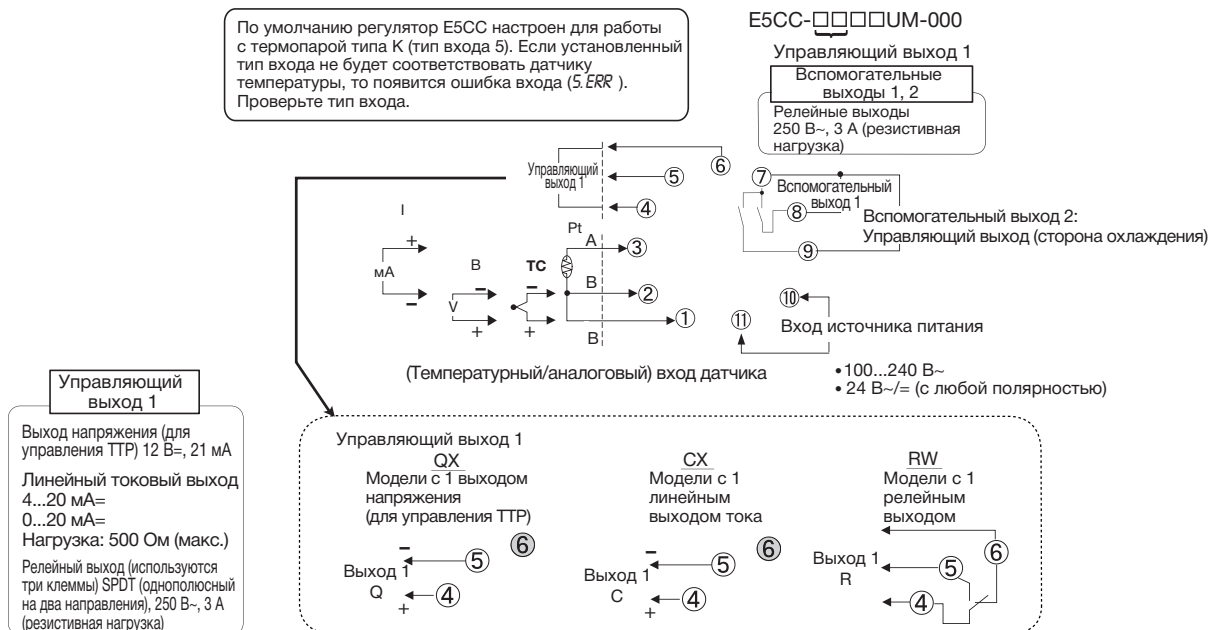 По умолчанию регулятор E5CC настроен для работы
с термопарой типа K (тип входа 5). Если установленный
тип входа не будет соответствовать датчику
температуры, то появится ошибка входа (S.ERR ).
Проверьте тип входа.
E5CC-□□□□UM-000
Управляющий выход 1
Вспомогательные
выходы 1, 2
Релейные выходы
250 В~, 3 А (резистивная
нагрузка)
Управляющий
выход 1
6
5
4
7
Вспомогательный
выход 1
8
9
Вспомогательный выход 2:
Управляющий выход (сторона охлаждения)
I
+
мА
−
В
−
V
+
TC
−
+
Pt
A
3
B
2
1
B
10
11
Вход источника питания
•100...240 В~
• 24 В~/= (с любой полярностью)
(Температурный/аналоговый) вход датчика
Управляющий
выход 1
Выход напряжения (для
управления ТТР) 12 В=, 21 мА
Линейный токовый выход
4...20 мА=
0...20 мА=
Нагрузка: 500 Ом (макс.)
Релейный выход (используются
три клеммы) SPDT (однополюсный
на два направления), 250 В~, 3 А
(резистивная нагрузка)
Управляющий выход 1
QX
Модели с 1 выходом
напряжения
(для управления ТТР)
−
5
6
Выход 1
Q
4
+
CX
Модели с 1
линейным
выходом тока
−
5
6
Выход 1
C
4
+
RW
Модели с 1
релейным
выходом
6
Выход 1
R
5
4